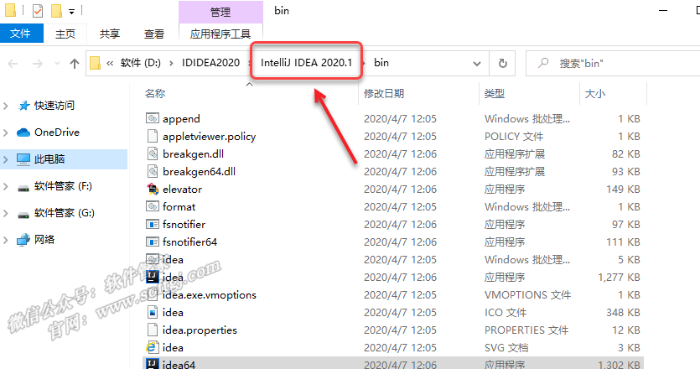 管理
bin
文件
主页
共享
查看
应用程序工具
« 软件 (D:) › IDIDEA2020 › IntelliJ IDEA 2020.1 › bin
搜索"bin"
名称
修改日期
类型
大小
快速访问
OneDrive
此电脑
软件管家 (F:)
软件管家 (G:)
网络
append 2020/4/7 12:05 Windows 批处理... 1 KB
appletviewer.policy 2020/4/7 12:05 POLICY 文件 1 KB
breakgen.dll 2020/4/7 12:06 应用程序扩展 82 KB
breakgen64.dll 2020/4/7 12:06 应用程序扩展 93 KB
elevator 2020/4/7 12:06 应用程序 149 KB
format 2020/4/7 12:05 Windows 批处理... 1 KB
fsnotifier 2020/4/7 12:06 应用程序 97 KB
fsnotifier64 2020/4/7 12:06 应用程序 111 KB
idea 2020/4/7 12:05 Windows 批处理... 5 KB
idea 2020/4/7 12:06 应用程序 1,277 KB
idea.exe.vmoptions 2020/4/7 12:05 VMOPTIONS 文件 1 KB
idea 2020/4/7 12:05 ICO 文件 348 KB
idea.properties 2020/4/7 12:05 PROPERTIES 文件 12 KB
idea 2020/4/7 12:05 SVG 文档 3 KB
idea64 2020/4/7 12:06 应用程序 1,302 KB
微信公众号：软件管家
官网：